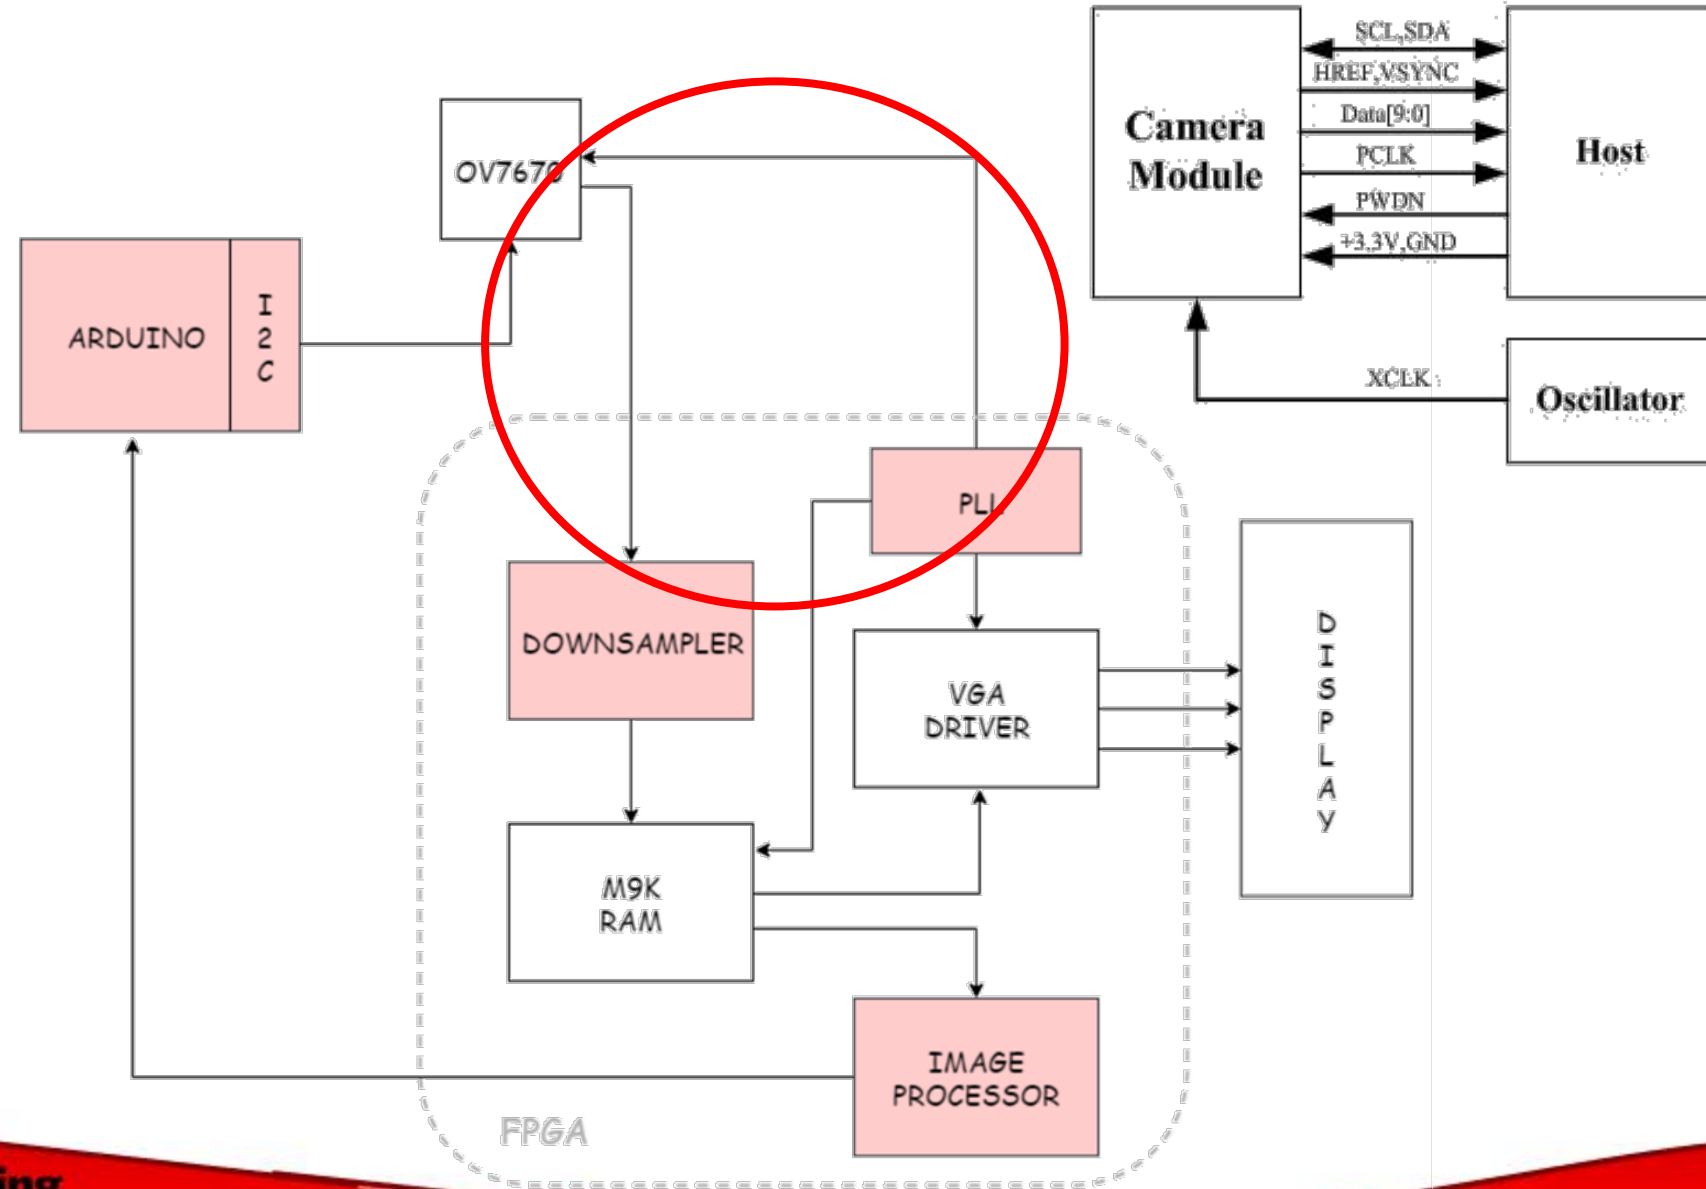 SCL,SDA
HREF,VSYNC
Data[9:0]
PCLK
PWDN
+3.3V,GND
Camera
Module
Host
XCLK
Oscillator
OV7670
ARDUINO
I
2
C
PLL
DOWNSAMPLER
VGA
DRIVER
D
I
S
P
L
A
Y
M9K
RAM
IMAGE
PROCESSOR
FPGA
ing